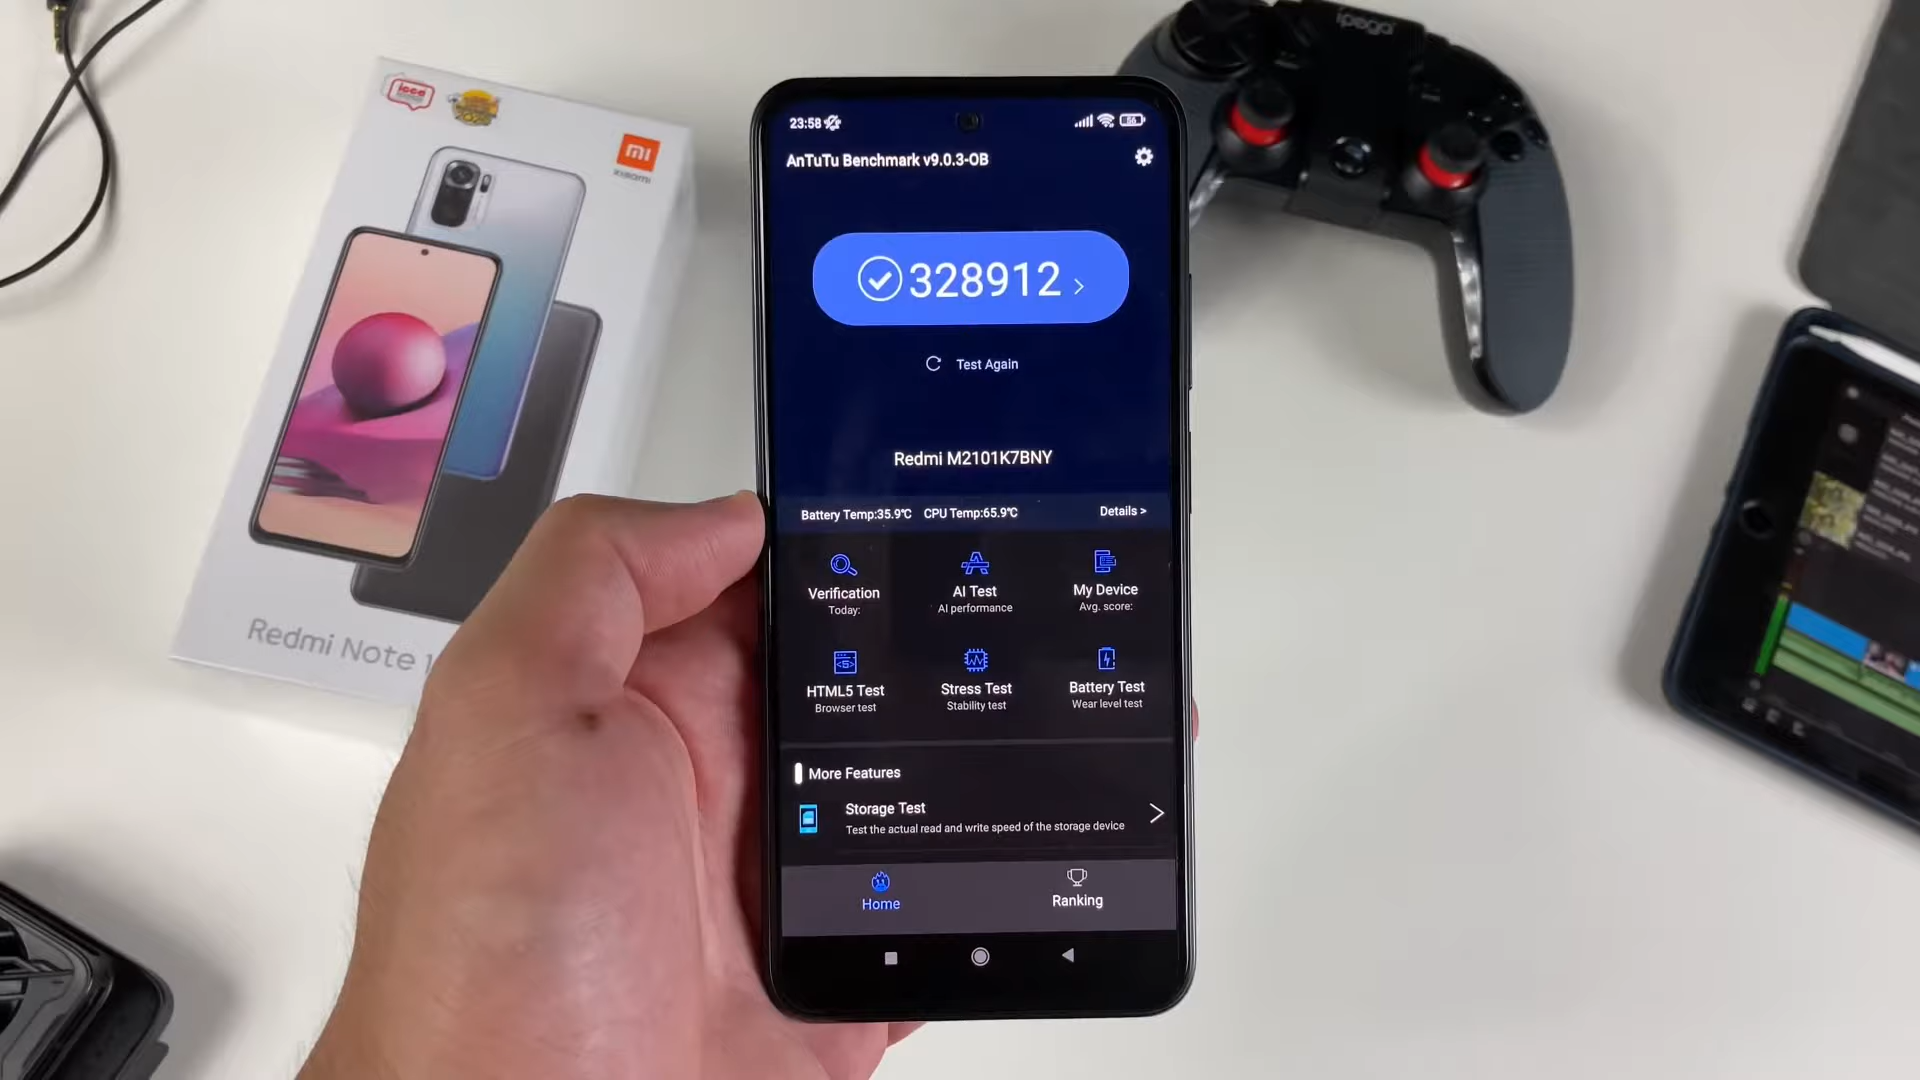 mi
xiaomi
Redmi Note 1
ipega
23:58
56
AnTuTu Benchmark v9.0.3-OB
328912 >
Test Again
Redmi M2101K7BNY
Battery Temp:35.9℃ CPU Temp:65.9℃ Details >
Verification
Today:
AI Test
AI performance
My Device
Avg. score:
HTML5 Test
Browser test
Stress Test
Stability test
Battery Test
Wear level test
More Features
Storage Test
Test the actual read and write speed of the storage device
Home
Ranking